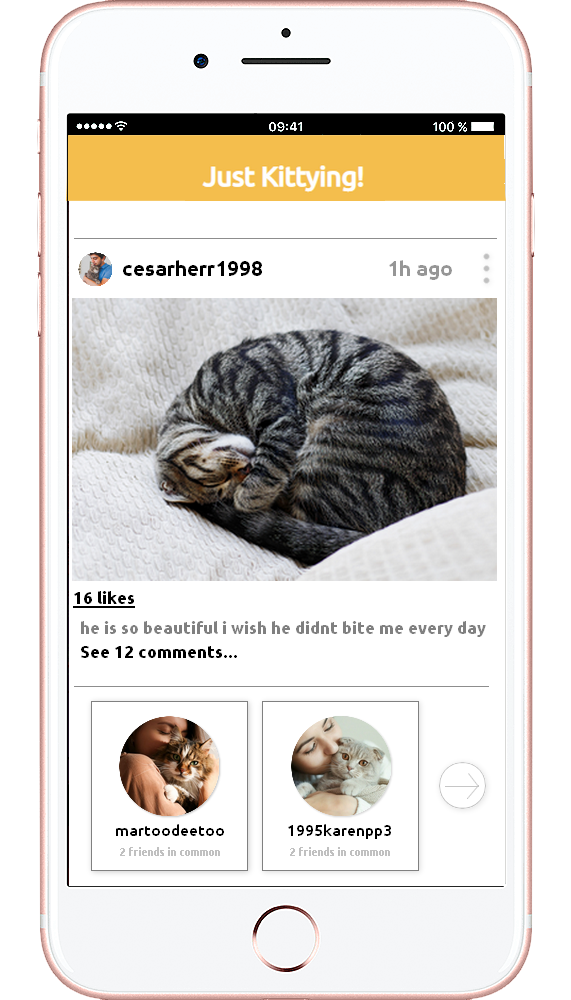 09:41
100 %
Just Kittying!
cesarherr1998
1h ago
16 likes
he is so beautiful i wish he didnt bite me every day
See 12 comments...
martoodeetoo
1995karenpp3
2 friends in common
2 friends in common